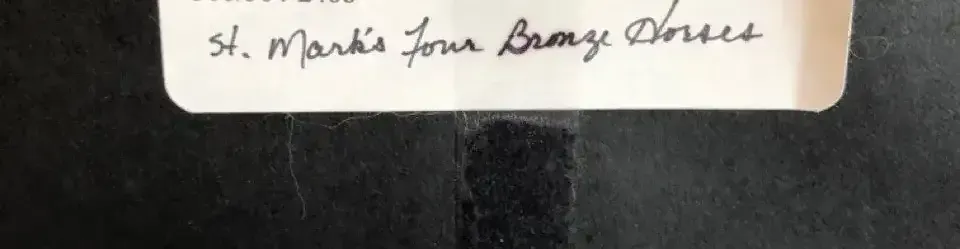 St. Mark's Four Bronze Horses